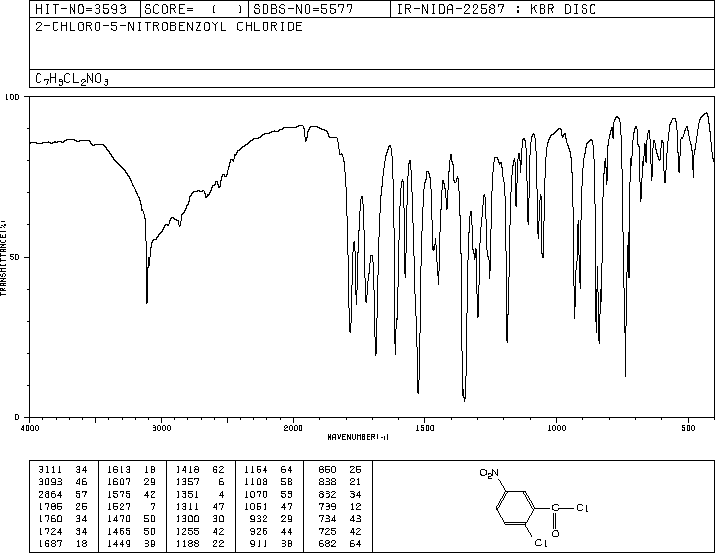 HIT-NO=3593 SCORE= ( ) SDBS-NO=5577 IR-NIDA-22587 : KBR DISC
2-CHLORO-5-NITROBENZOYL CHLORIDE
C7H3CL2NO3
100
50
0
TRANSMITTANCE(%)
4000 3000 2000 1500 1000 500
WAVENUMBER(-1)
3111 34 1613 18 1418 62 1154 64 850 25
3093 46 1607 29 1357 6 1108 58 838 21
2864 57 1575 42 1351 4 1070 832 34
1785 25 1527 7 1311 47 1051 47 739 12
1760 34 1470 50 1300 30 932 29 734 43
1724 34 1465 50 1255 42 926 44 725 42
1687 18 1449 39 1188 22 911 38 682 64
O2N
C
Cl
O
Cl